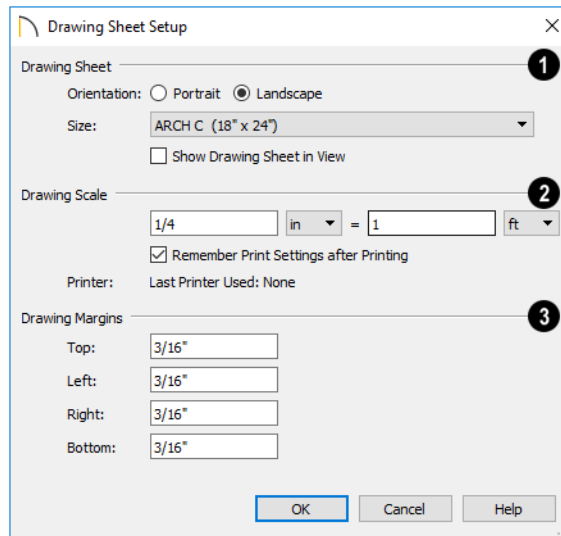 Drawing Sheet Setup
Drawing Sheet 1
Orientation: Portrait Landscape
Size: ARCH C (18" x 24")
Show Drawing Sheet in View
Drawing Scale 2
1/4 in = 1 ft
Remember Print Settings after Printing
Printer: Last Printer Used: None
Drawing Margins 3
Top: 3/16"
Left: 3/16"
Right: 3/16"
Bottom: 3/16"
OK Cancel Help